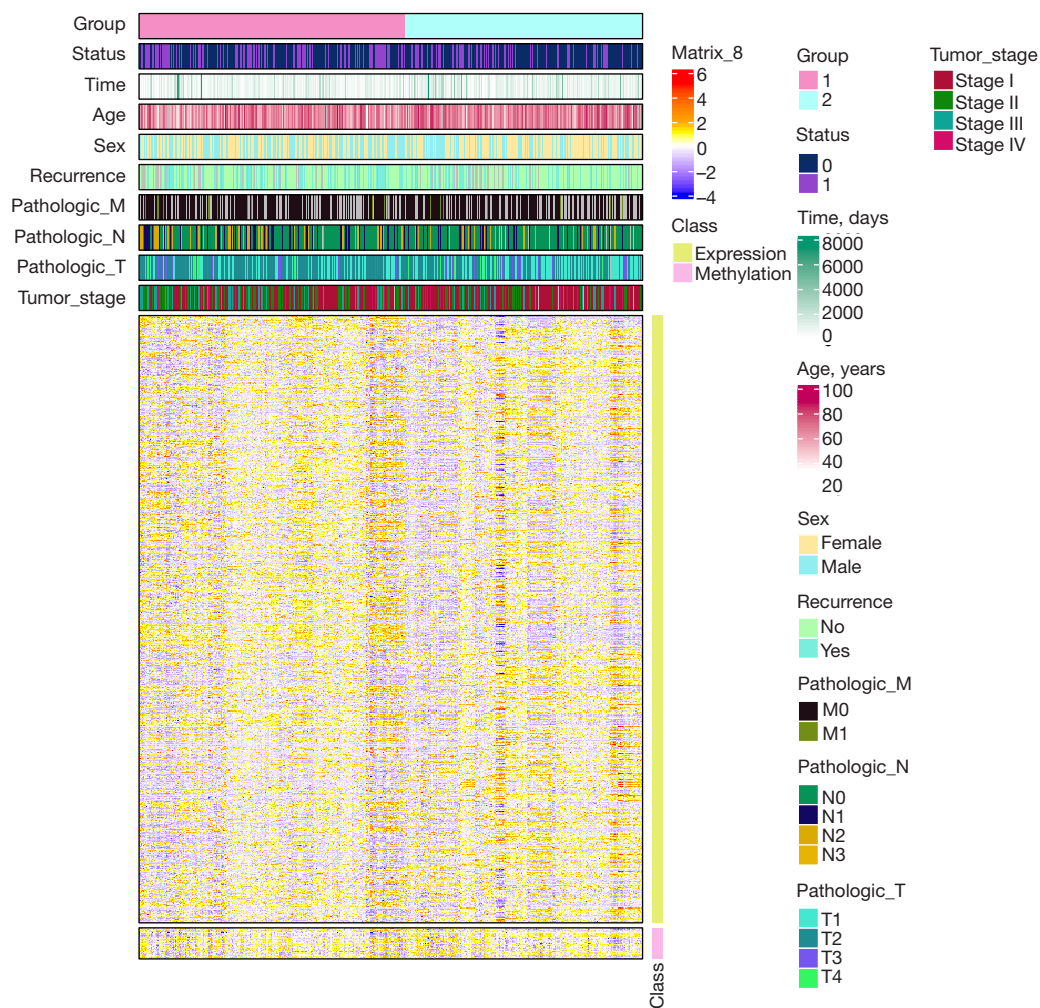 Group
Status
Time
Age
Sex
Recurrence
Pathologic_M
Pathologic_N
Pathologic_T
Tumor_stage
Class
Matrix_8
6
4
2
0
−2
−4
Class
Expression
Methylation
Group
1
2
Status
0
1
Time, days
8000
6000
4000
2000
0
Age, years
100
80
60
40
20
Sex
Female
Male
Recurrence
No
Yes
Pathologic_M
M0
M1
Pathologic_N
N0
N1
N2
N3
Pathologic_T
T1
T2
T3
T4
Tumor_stage
Stage I
Stage II
Stage III
Stage IV